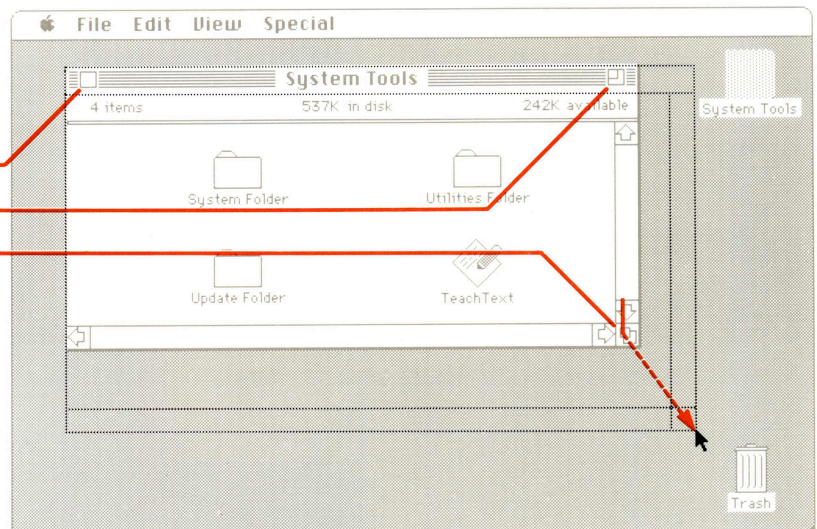 File Edit View Special
System Tools
4 items 537K in disk 242K available
System Tools
System Folder Utilities Folder
Update Folder TeachText
Trash